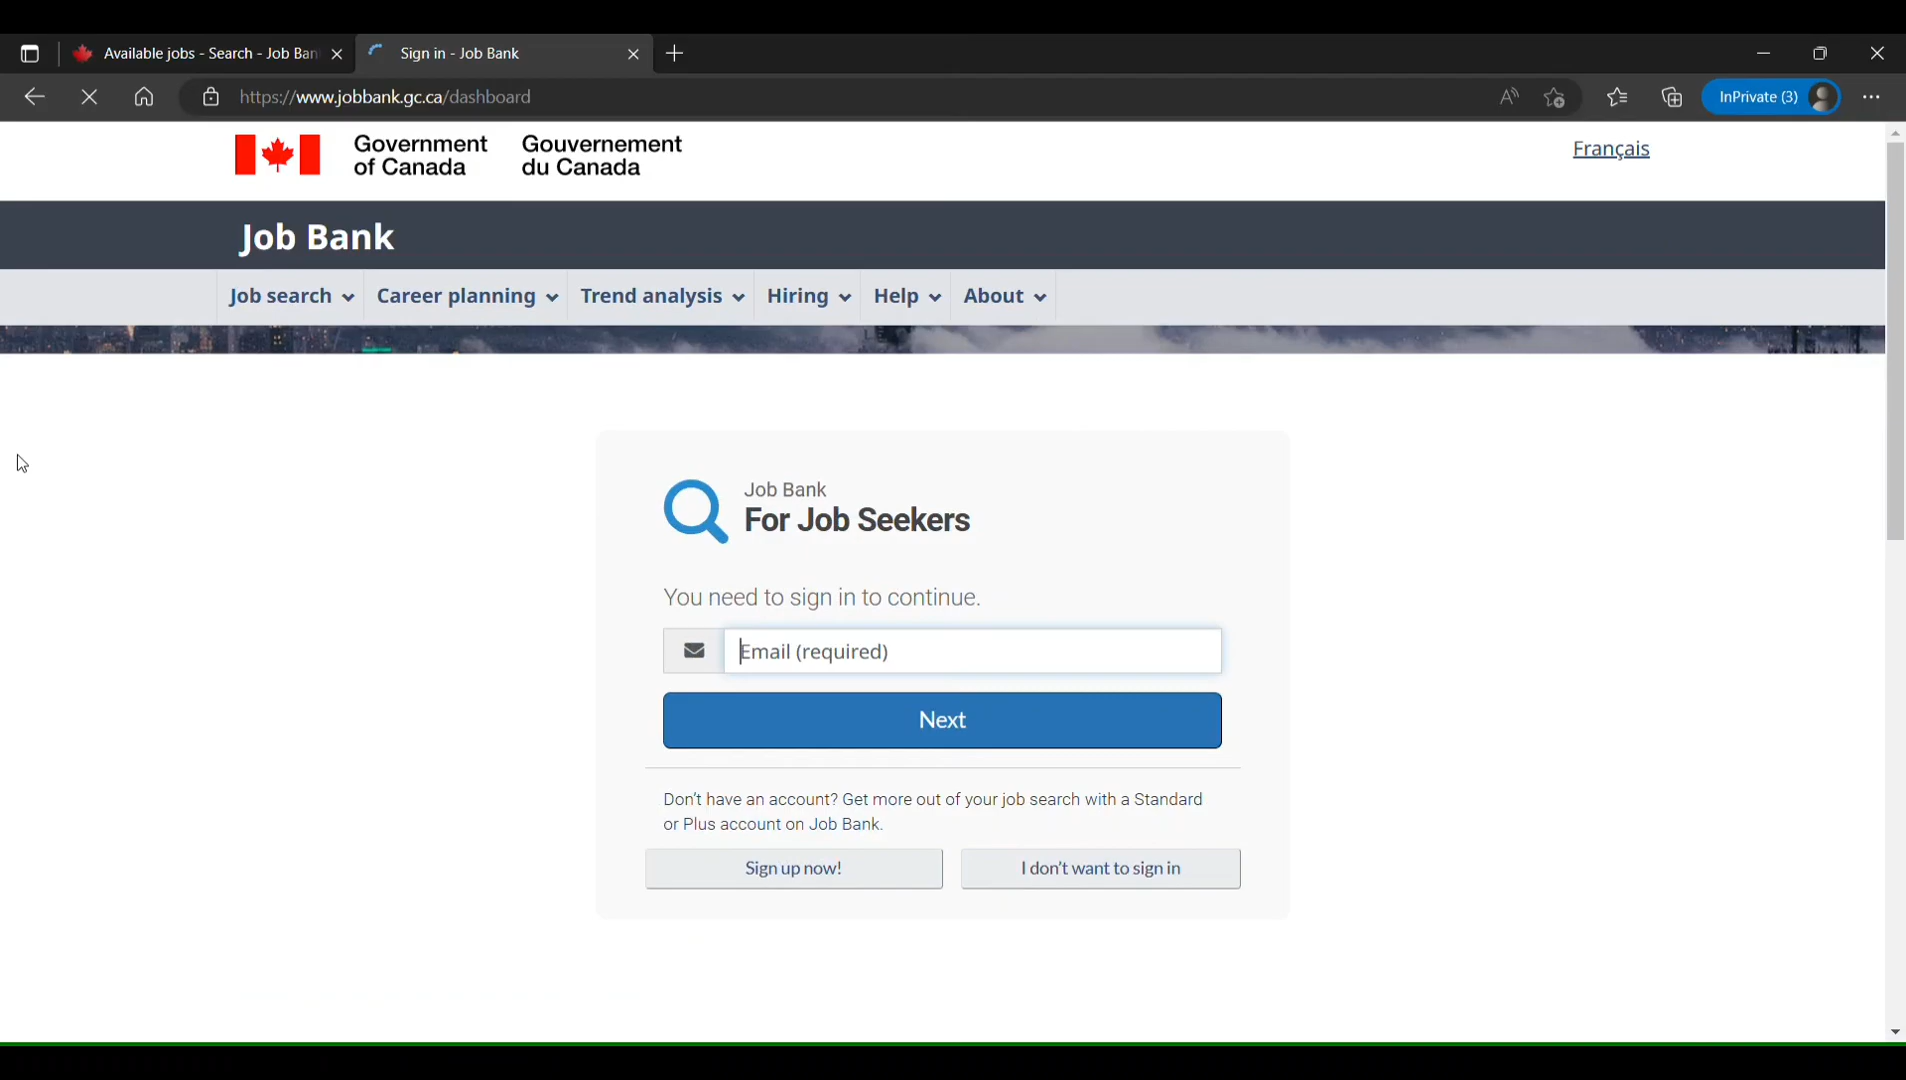 Available jobs - Search - Job Ban
Sign in - Job Bank
https://www.jobbank.gc.ca/dashboard
InPrivate (3)
Government of Canada
Gouvernement du Canada
Français
Job Bank
Job search
Career planning
Trend analysis
Hiring
Help
About
Job Bank
For Job Seekers
You need to sign in to continue.
Email (required)
Next
Don't have an account? Get more out of your job search with a Standard
or Plus account on Job Bank.
Sign up now!
I don't want to sign in